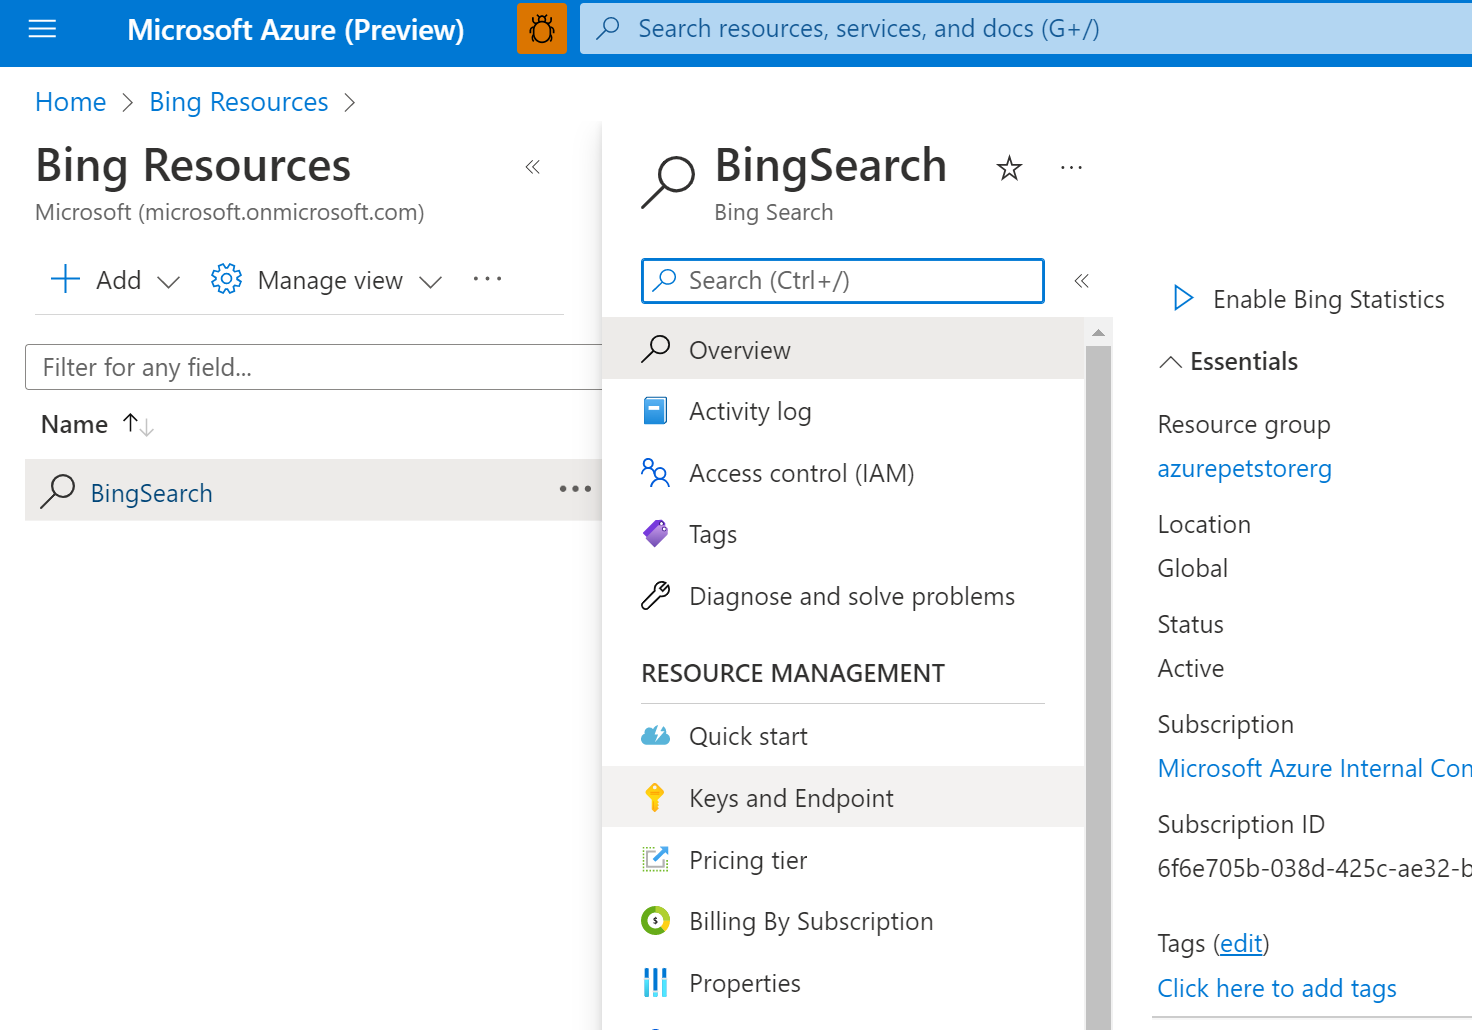 Microsoft Azure (Preview)
Search resources, services, and docs (G+/)
Home > Bing Resources >
Bing Resources
Microsoft (microsoft.onmicrosoft.com)
Add
Manage view
Filter for any field...
Name
BingSearch
BingSearch
Bing Search
Search (Ctrl+/)
Overview
Activity log
Access control (IAM)
Tags
Diagnose and solve problems
RESOURCE MANAGEMENT
Quick start
Keys and Endpoint
Pricing tier
Billing By Subscription
Properties
Enable Bing Statistics
Essentials
Resource group
azurepetstorerg
Location
Global
Status
Active
Subscription
Microsoft Azure Internal Con
Subscription ID
6f6e705b-038d-425c-ae32-b
Tags (edit)
Click here to add tags